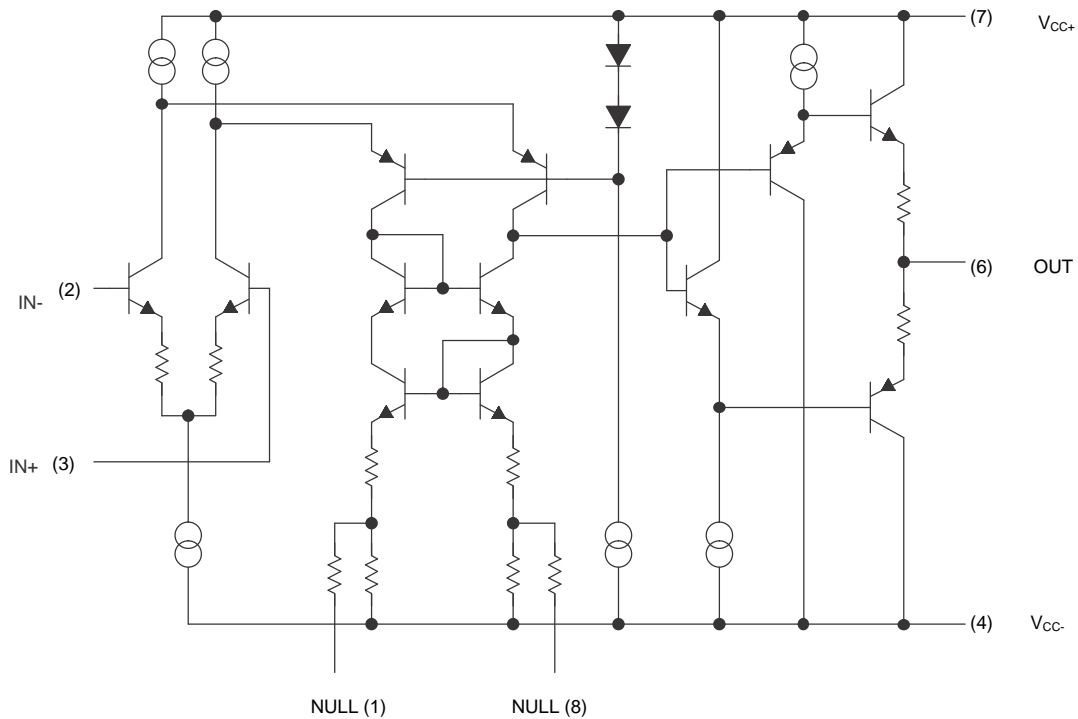 (7) VCC+
IN- (2)
(6) OUT
IN+ (3)
(4) VCC-
NULL (1) NULL (8)